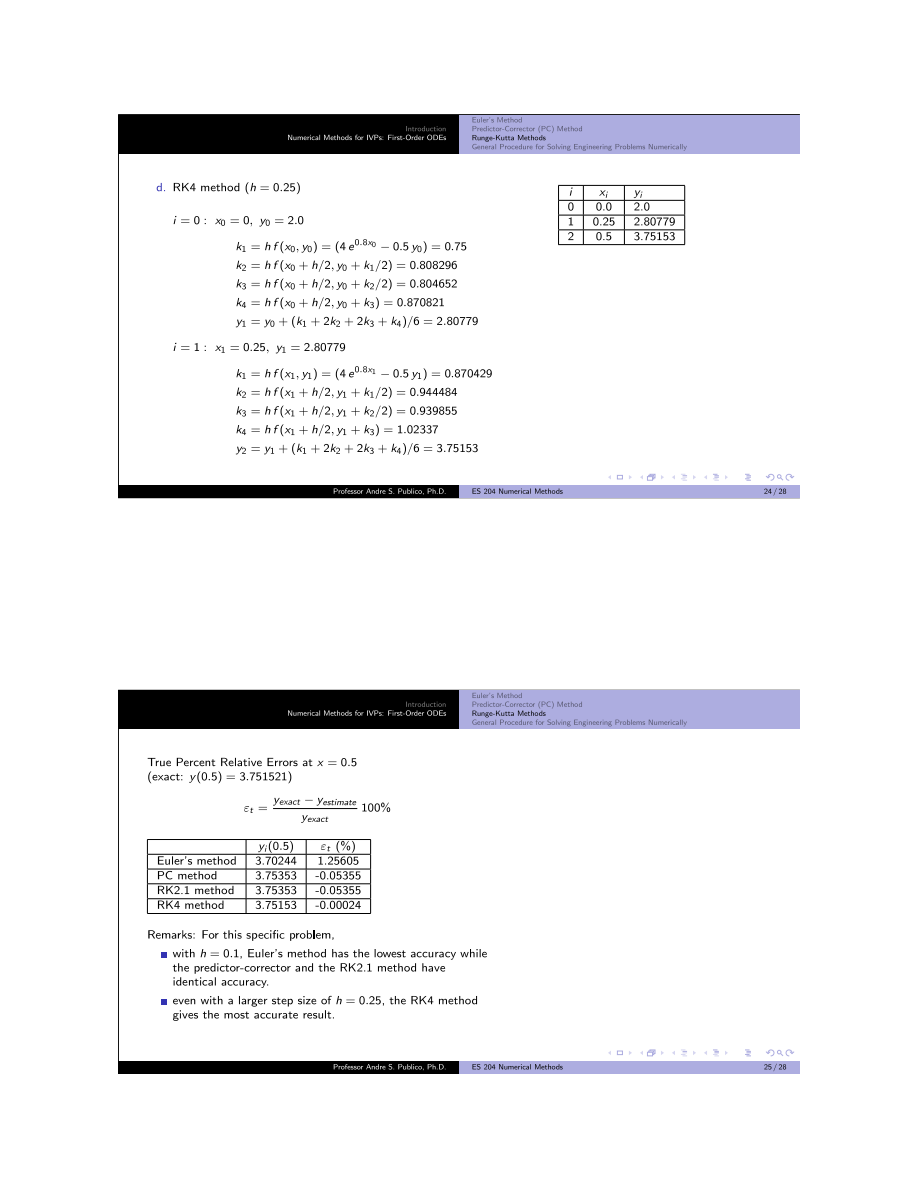 Introduction
Numerical Methods for IVPs: First-Order ODEs
Euler's Method
Predictor-Corrector (PC) Method
Runge-Kutta Methods
General Procedure for Solving Engineering Problems Numerically
d. RK4 method (h = 0.25)
i = 0 : x₀ = 0, y₀ = 2.0
k₁ = h f(x₀, y₀) = (4 e^{0.8x₀} − 0.5 y₀) = 0.75
k₂ = h f(x₀ + h/2, y₀ + k₁/2) = 0.808296
k₃ = h f(x₀ + h/2, y₀ + k₂/2) = 0.804652
k₄ = h f(x₀ + h/2, y₀ + k₃) = 0.870821
y₁ = y₀ + (k₁ + 2k₂ + 2k₃ + k₄)/6 = 2.80779
i = 1 : x₁ = 0.25, y₁ = 2.80779
k₁ = h f(x₁, y₁) = (4 e^{0.8x₁} − 0.5 y₁) = 0.870429
k₂ = h f(x₁ + h/2, y₁ + k₁/2) = 0.944484
k₃ = h f(x₁ + h/2, y₁ + k₂/2) = 0.939855
k₄ = h f(x₁ + h/2, y₁ + k₃) = 1.02337
y₂ = y₁ + (k₁ + 2k₂ + 2k₃ + k₄)/6 = 3.75153
i xᵢ yᵢ
0 0.0 2.0
1 0.25 2.80779
2 0.5 3.75153
Professor Andre S. Publico, Ph.D. ES 204 Numerical Methods 24 / 28
Introduction
Numerical Methods for IVPs: First-Order ODEs
Euler's Method
Predictor-Corrector (PC) Method
Runge-Kutta Methods
General Procedure for Solving Engineering Problems Numerically
True Percent Relative Errors at x = 0.5
(exact: y(0.5) = 3.751521)
εₜ = (y_exact − y_estimate)/y_exact 100%
yᵢ(0.5) εₜ (%)
Euler's method 3.70244 1.25605
PC method 3.75353 -0.05355
RK2.1 method 3.75353 -0.05355
RK4 method 3.75153 -0.00024
Remarks: For this specific problem,
with h = 0.1, Euler's method has the lowest accuracy while
the predictor-corrector and the RK2.1 method have
identical accuracy.
even with a larger step size of h = 0.25, the RK4 method
gives the most accurate result.
Professor Andre S. Publico, Ph.D. ES 204 Numerical Methods 25 / 28